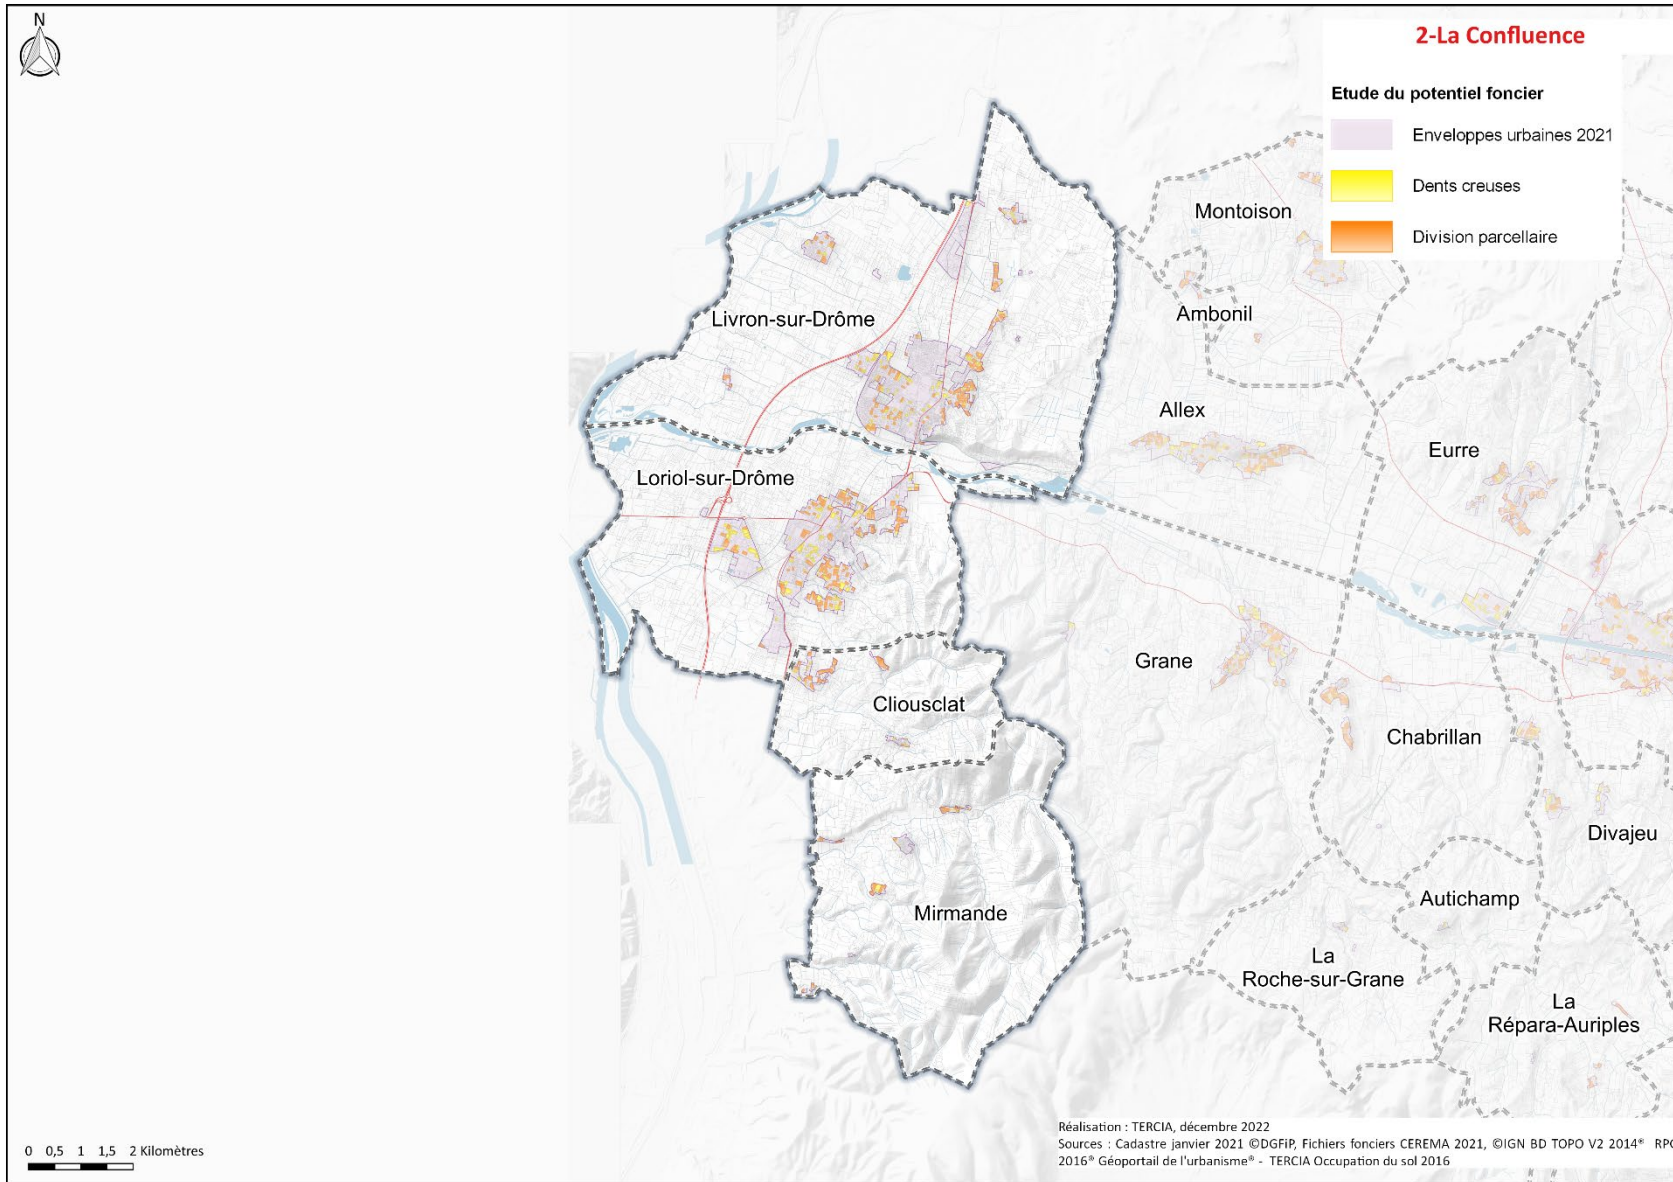 N
2-La Confluence
Etude du potentiel foncier
Enveloppes urbaines 2021
Dents creuses
Division parcellaire
Montoison
Ambonil
Livron-sur-Drôme
Allex
Eurre
Loriol-sur-Drôme
Grane
Cliousclat
Chabrillan
Divajeu
Autichamp
Mirmande
La
Roche-sur-Grane
La
Répara-Auriples
0 0,5 1 1,5 2 Kilomètres
Réalisation : TERCIA, décembre 2022
Sources : Cadastre janvier 2021 ©DGFiP, Fichiers fonciers CEREMA 2021, ©IGN BD TOPO V2 2014® RPG
2016® Géoportail de l'urbanisme® - TERCIA Occupation du sol 2016